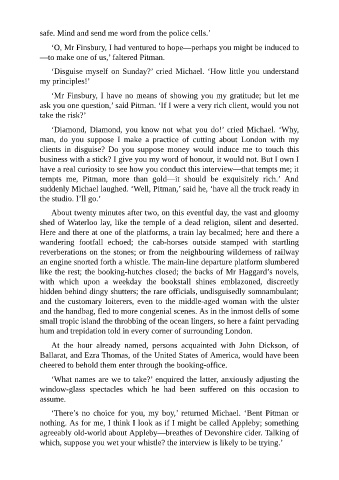 safe. Mind and send me word from the police cells.’
‘O, Mr Finsbury, I had ventured to hope—perhaps you might be induced to
—to make one of us,’ faltered Pitman.
‘Disguise myself on Sunday?’ cried Michael. ‘How little you understand
my principles!’
‘Mr Finsbury, I have no means of showing you my gratitude; but let me
ask you one question,’ said Pitman. ‘If I were a very rich client, would you not
take the risk?’
‘Diamond, Diamond, you know not what you do!’ cried Michael. ‘Why,
man, do you suppose I make a practice of cutting about London with my
clients in disguise? Do you suppose money would induce me to touch this
business with a stick? I give you my word of honour, it would not. But I own I
have a real curiosity to see how you conduct this interview—that tempts me; it
tempts me, Pitman, more than gold—it should be exquisitely rich.’ And
suddenly Michael laughed. ‘Well, Pitman,’ said he, ‘have all the truck ready in
the studio. I’ll go.’
About twenty minutes after two, on this eventful day, the vast and gloomy
shed of Waterloo lay, like the temple of a dead religion, silent and deserted.
Here and there at one of the platforms, a train lay becalmed; here and there a
wandering footfall echoed; the cab-horses outside stamped with startling
reverberations on the stones; or from the neighbouring wilderness of railway
an engine snorted forth a whistle. The main-line departure platform slumbered
like the rest; the booking-hutches closed; the backs of Mr Haggard’s novels,
with which upon a weekday the bookstall shines emblazoned, discreetly
hidden behind dingy shutters; the rare officials, undisguisedly somnambulant;
and the customary loiterers, even to the middle-aged woman with the ulster
and the handbag, fled to more congenial scenes. As in the inmost dells of some
small tropic island the throbbing of the ocean lingers, so here a faint pervading
hum and trepidation told in every corner of surrounding London.
At the hour already named, persons acquainted with John Dickson, of
Ballarat, and Ezra Thomas, of the United States of America, would have been
cheered to behold them enter through the booking-office.
‘What names are we to take?’ enquired the latter, anxiously adjusting the
window-glass spectacles which he had been suffered on this occasion to
assume.
‘There’s no choice for you, my boy,’ returned Michael. ‘Bent Pitman or
nothing. As for me, I think I look as if I might be called Appleby; something
agreeably old-world about Appleby—breathes of Devonshire cider. Talking of
which, suppose you wet your whistle? the interview is likely to be trying.’